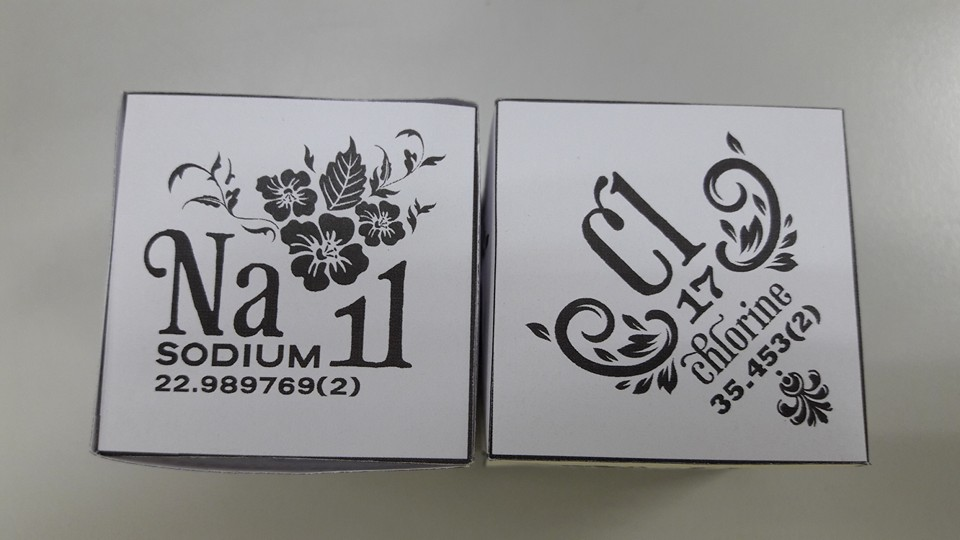 Na
11
SODIUM
22.989769(2)
Cl
17
chlorine
35.453(2)